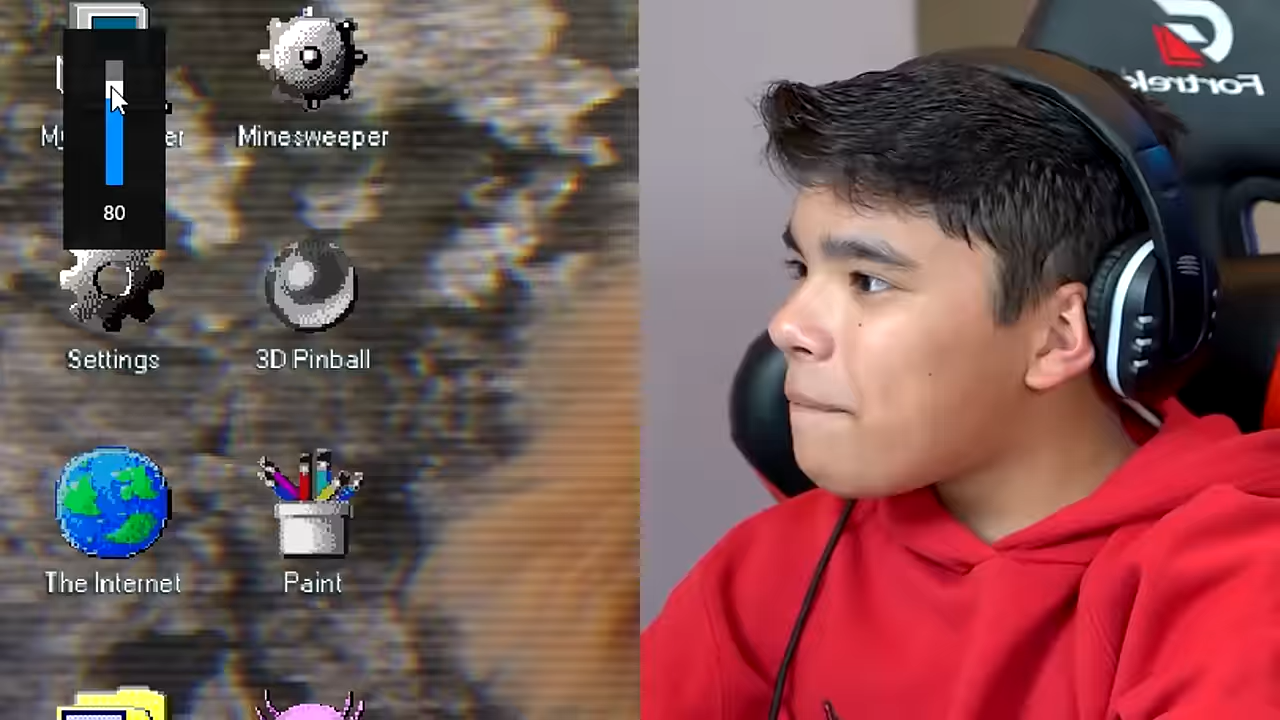 Minesweeper
80
Settings
3D Pinball
The Internet
Paint
Fortrek